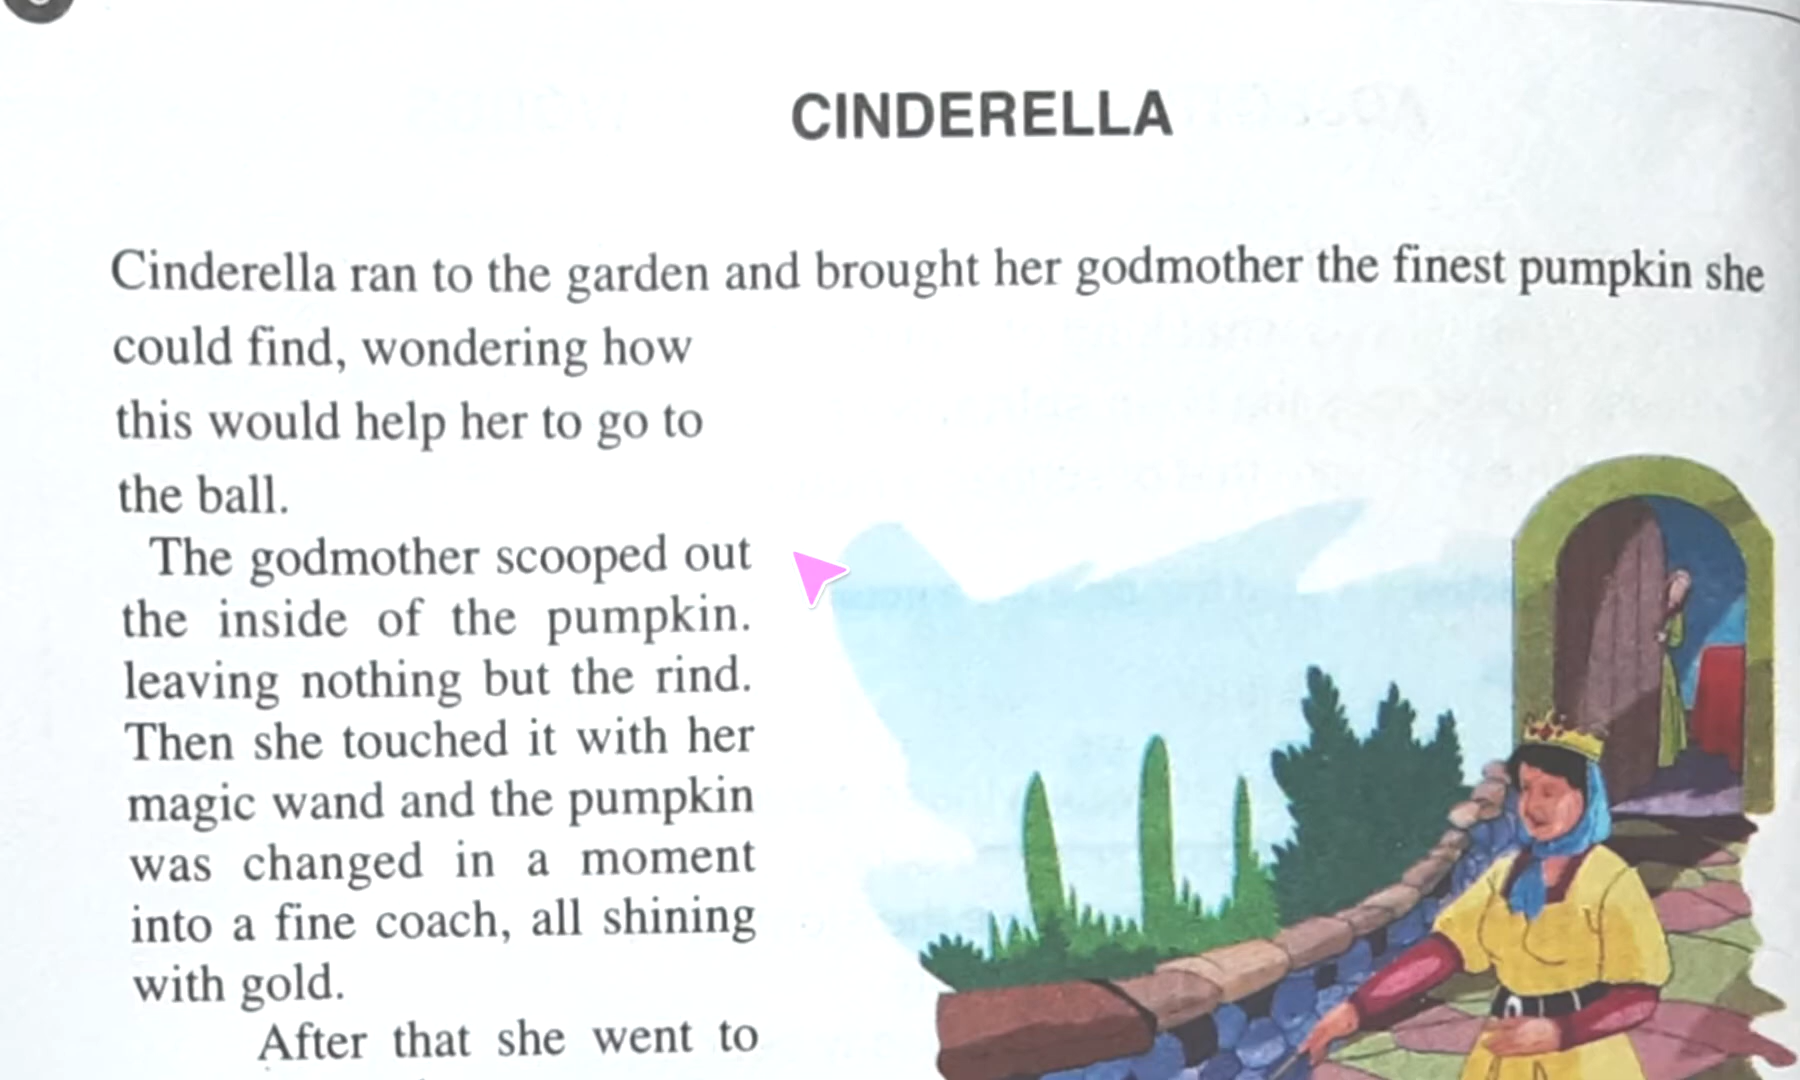 CINDERELLA
Cinderella ran to the garden and brought her godmother the finest pumpkin she
could find, wondering how
this would help her to go to
the ball.
The godmother scooped out
the inside of the pumpkin.
leaving nothing but the rind.
Then she touched it with her
magic wand and the pumpkin
was changed in a moment
into a fine coach, all shining
with gold.
After that she went to